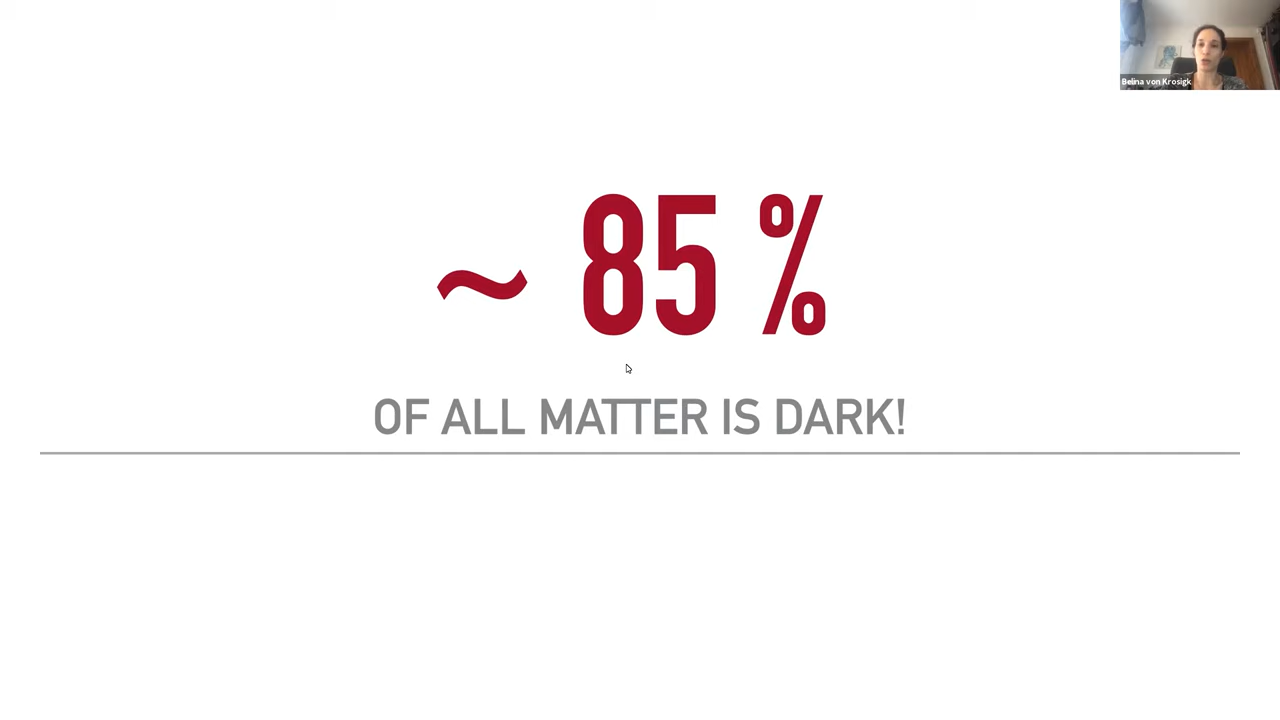 Belina von Krosigk
~ 85 %
OF ALL MATTER IS DARK!